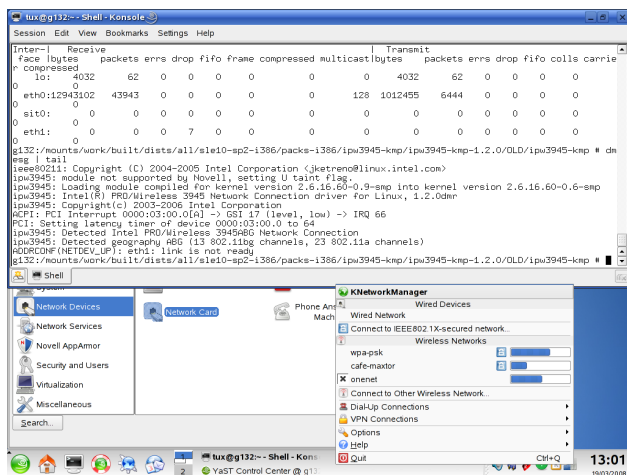 tux@g132:~ - Shell - Konsole
Session Edit View Bookmarks Settings Help
Inter-| Receive | Transmit
face |bytes packets errs drop fifo frame compressed multicast|bytes packets errs drop fifo colls carrie
r compressed
lo: 4032 62 0 0 0 0 0 0 4032 62 0 0 0 0
0 0
eth0:12943102 43943 0 0 0 0 0 128 1012455 6444 0 0 0 0
0 0
sit0: 0 0 0 0 0 0 0 0 0 0 0 0 0 0
0 0
eth1: 0 0 0 7 0 0 0 0 0 0 0 0 0 0
0 0
g132:/mounts/work/built/dists/all/sle10-sp2-i386/packs-i386/ipw3945-kmp/ipw3945-kmp-1.2.0/OLD/ipw3945-kmp # dm
esg | tail
ieee80211: Copyright (C) 2004-2005 Intel Corporation <jketreno@linux.intel.com>
ipw3945: module not supported by Novell, setting U taint flag.
ipw3945: Loading module compiled for kernel version 2.6.16.60-0.9-smp into kernel version 2.6.16.60-0.6-smp
ipw3945: Intel(R) PRO/Wireless 3945 Network Connection driver for Linux, 1.2.0dmr
ipw3945: Copyright(c) 2003-2006 Intel Corporation
ACPI: PCI Interrupt 0000:03:00.0[A] -> GSI 17 (level, low) -> IRQ 66
PCI: Setting latency timer of device 0000:03:00.0 to 64
ipw3945: Detected Intel PRO/Wireless 3945ABG Network Connection
ipw3945: Detected geography ABG (13 802.11bg channels, 23 802.11a channels)
ADDRCONF(NETDEV_UP): eth1: link is not ready
g132:/mounts/work/built/dists/all/sle10-sp2-i386/packs-i386/ipw3945-kmp/ipw3945-kmp-1.2.0/OLD/ipw3945-kmp #
Shell
Network Devices
Network Services
Novell AppArmor
Security and Users
Virtualization
Miscellaneous
Search...
Network Card
Phone Ans
Mach
KNetworkManager
Wired Devices
Wired Network
Connect to IEEE802.1X-secured network...
Wireless Networks
wpa-psk
cafe-maxtor
onenet
Connect to Other Wireless Network...
Dial-Up Connections
VPN Connections
Options
Help
Quit Ctrl+Q
2
tux@g132:~ - Shell - Kons
YaST Control Center @ g13
13:01
19/03/2008